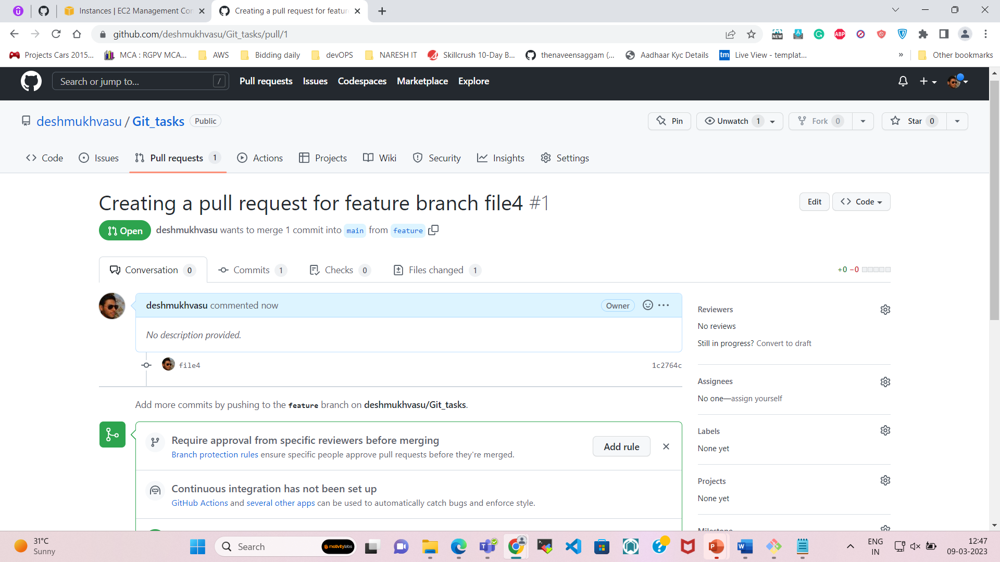 Instances | EC2 Management Con
Creating a pull request for featur
github.com/deshmukhvasu/Git_tasks/pull/1
NEW
ABP
Projects Cars 2015...
MCA : RGPV MCA...
AWS
Bidding daily
devOPS
NARESH IT
Skillcrush 10-Day B...
thenaveensaggam (...
Aadhaar Kyc Details
tm Live View - templat...
»
Other bookmarks
Search or jump to... /
Pull requests Issues Codespaces Marketplace Explore
deshmukhvasu / Git_tasks Public
Pin
Unwatch 1
Fork 0
Star 0
Code
Issues
Pull requests 1
Actions
Projects
Wiki
Security
Insights
Settings
Creating a pull request for feature branch file4 #1
Edit
Code
Open deshmukhvasu wants to merge 1 commit into main from feature
Conversation 0
Commits 1
Checks 0
Files changed 1
+0 −0
deshmukhvasu commented now
Owner
No description provided.
file4
1c2764c
Add more commits by pushing to the feature branch on deshmukhvasu/Git_tasks.
Require approval from specific reviewers before merging
Branch protection rules ensure specific people approve pull requests before they're merged.
Add rule
Continuous integration has not been set up
GitHub Actions and several other apps can be used to automatically catch bugs and enforce style.
Reviewers
No reviews
Still in progress? Convert to draft
Assignees
No one—assign yourself
Labels
None yet
Projects
None yet
Milestone
31°C
Sunny
Search
motivitylabs
ENG
IN
12:47
09-03-2023